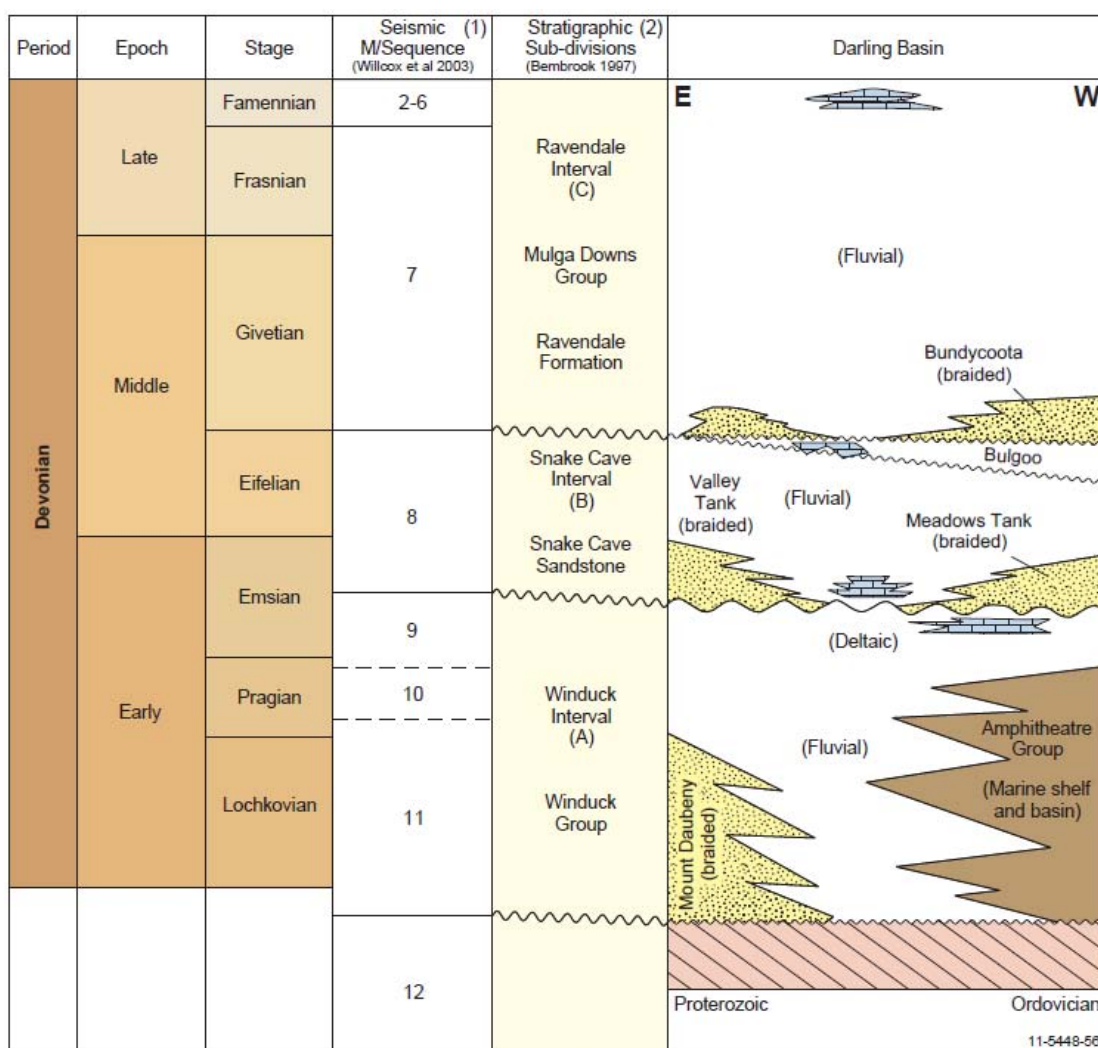 Period
Epoch
Stage
Seismic (1)
M/Sequence
(Willcox et al 2003)
Stratigraphic (2)
Sub-divisions
(Bembrook 1997)
Darling Basin
Devonian
Late
Middle
Early
Famennian
Frasnian
Givetian
Eifelian
Emsian
Pragian
Lochkovian
2-6
7
8
9
10
11
12
Ravendale
Interval
(C)
Mulga Downs
Group
Ravendale
Formation
Snake Cave
Interval
(B)
Snake Cave
Sandstone
Winduck
Interval
(A)
Winduck
Group
E
W
(Fluvial)
Bundycoota
(braided)
Bulgoo
Valley
Tank
(braided)
(Fluvial)
Meadows Tank
(braided)
(Deltaic)
(Fluvial)
Amphitheatre
Group
(Marine shelf
and basin)
Mount Daubeny
(braided)
Proterozoic
Ordovician
11-5448-56